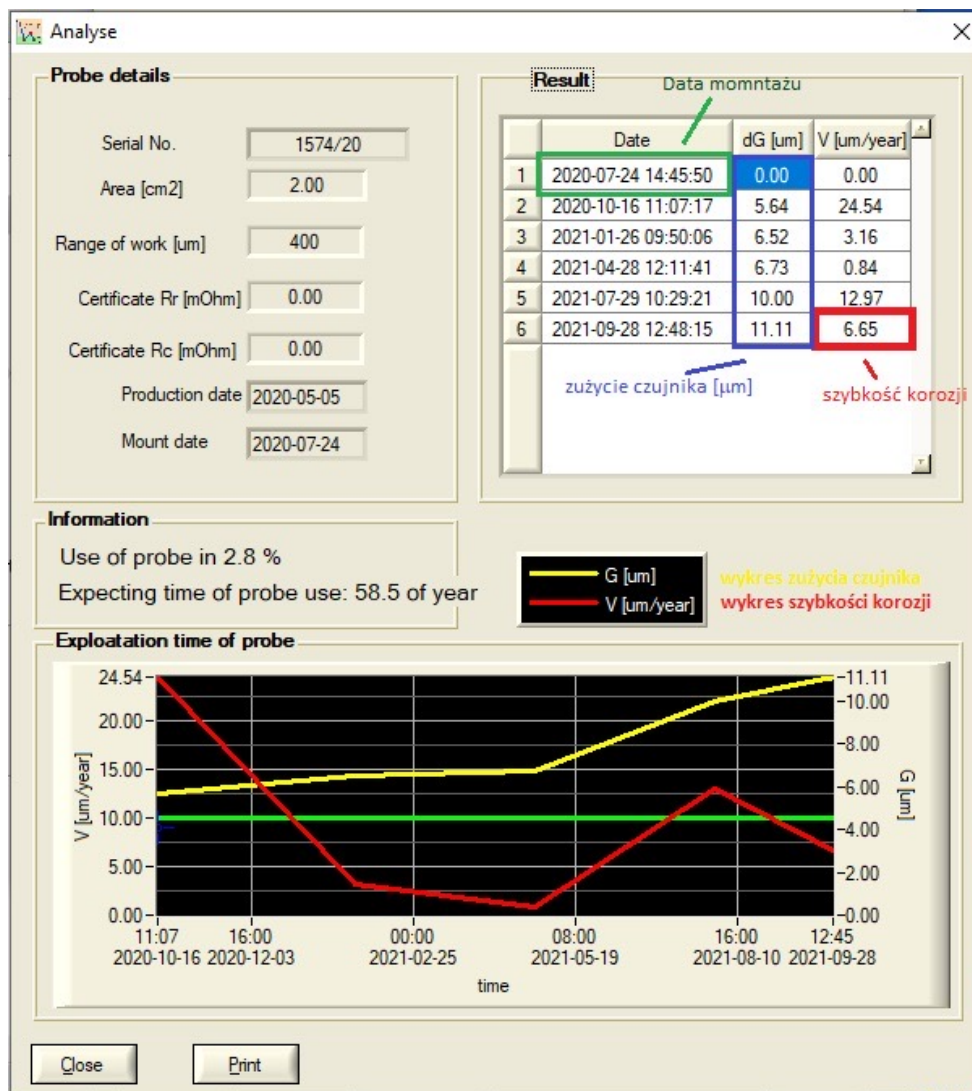 Analyse
Probe details
Serial No. 1574/20
Area [cm2] 2.00
Range of work [um] 400
Certificate Rr [mOhm] 0.00
Certificate Rc [mOhm] 0.00
Production date 2020-05-05
Mount date 2020-07-24
Result
Data momntażu
Date dG [um] V [um/year]
1 2020-07-24 14:45:50 0.00 0.00
2 2020-10-16 11:07:17 5.64 24.54
3 2021-01-26 09:50:06 6.52 3.16
4 2021-04-28 12:11:41 6.73 0.84
5 2021-07-29 10:29:21 10.00 12.97
6 2021-09-28 12:48:15 11.11 6.65
zużycie czujnika [μm]
szybkość korozji
Information
Use of probe in 2.8 %
Expecting time of probe use: 58.5 of year
G [um]
V [um/year]
wykres zużycia czujnika
wykres szybkości korozji
Exploatation time of probe
V [um/year]
24.54
20.00
15.00
10.00
5.00
0.00
11.11
10.00
8.00
6.00
4.00
2.00
0.00
G [um]
11:07 16:00 00:00 08:00 16:00 12:45
2020-10-16 2020-12-03 2021-02-25 2021-05-19 2021-08-10 2021-09-28
time
Close
Print